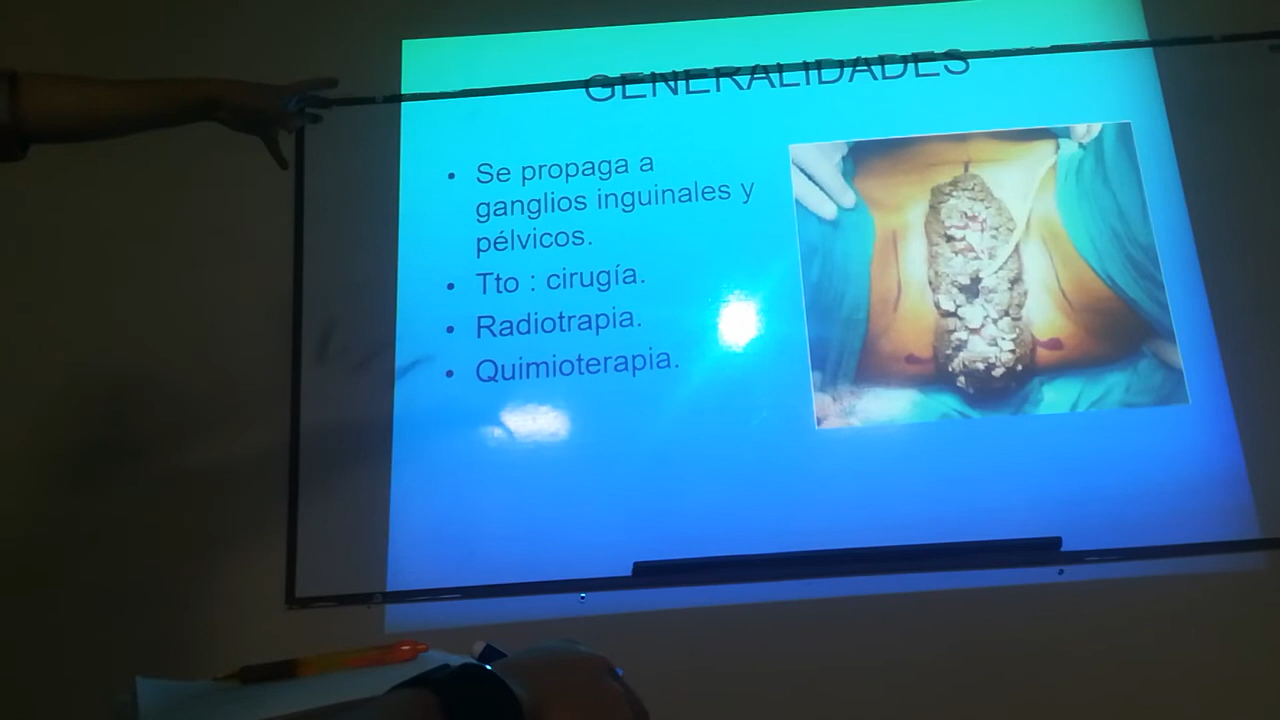 GENERALIDADES
• Se propaga a
ganglios inguinales y
pélvicos.
• Tto : cirugía.
• Radiotrapia.
• Quimioterapia.